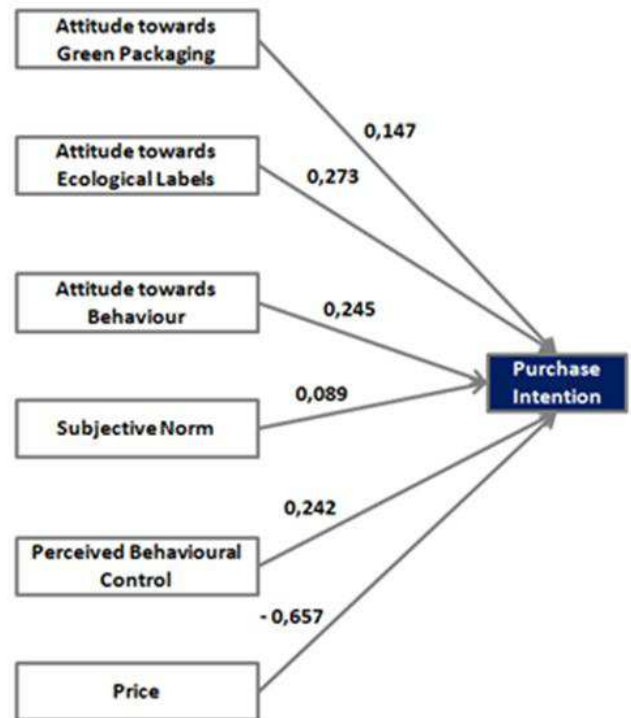 Attitude towards
Green Packaging
0,147
Attitude towards
Ecological Labels
0,273
Attitude towards
Behaviour
0,245
Purchase
Intention
Subjective Norm
0,089
Perceived Behavioural
Control
0,242
Price
- 0,657